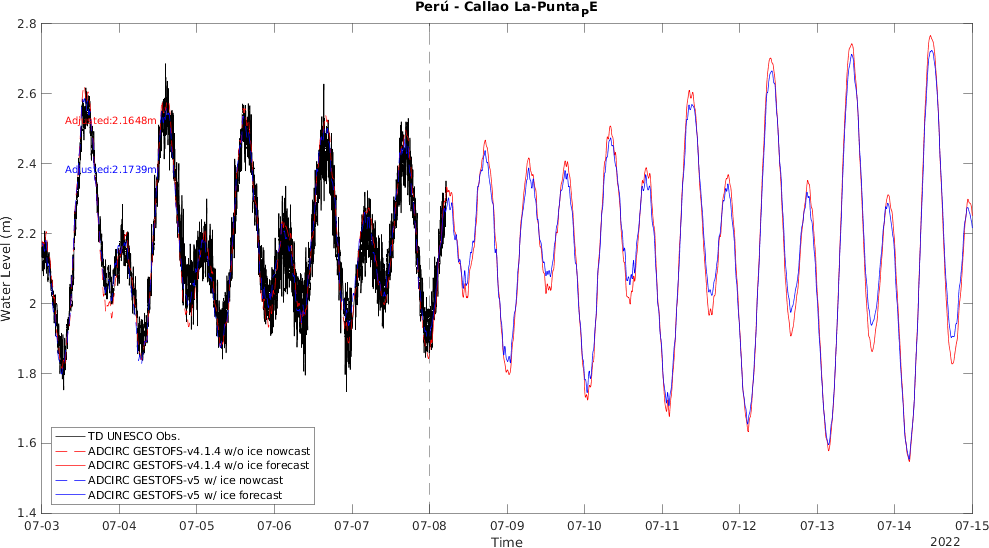 Perú - Callao La-Punta_PE
2.8
2.6
2.4
2.2
2
1.8
1.6
1.4
Water Level (m)
Adjusted:2.1648m
Adjusted:2.1739m
TD UNESCO Obs.
ADCIRC GESTOFS-v4.1.4 w/o ice nowcast
ADCIRC GESTOFS-v4.1.4 w/o ice forecast
ADCIRC GESTOFS-v5 w/ ice nowcast
ADCIRC GESTOFS-v5 w/ ice forecast
07-03 07-04 07-05 07-06 07-07 07-08 07-09 07-10 07-11 07-12 07-13 07-14 07-15
Time
2022